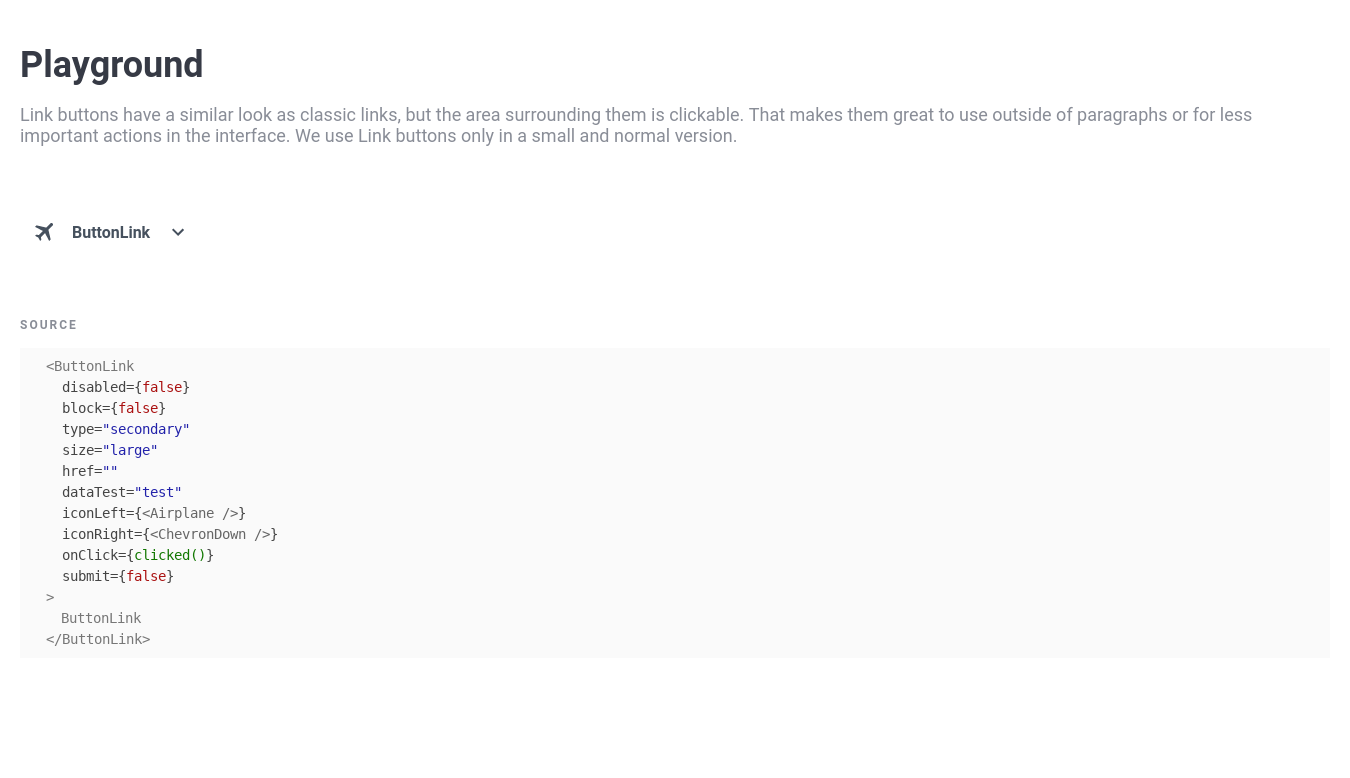 Playground
Link buttons have a similar look as classic links, but the area surrounding them is clickable. That makes them great to use outside of paragraphs or for less
important actions in the interface. We use Link buttons only in a small and normal version.
ButtonLink
SOURCE
<ButtonLink
  disabled={false}
  block={false}
  type="secondary"
  size="large"
  href=""
  dataTest="test"
  iconLeft={<Airplane />}
  iconRight={<ChevronDown />}
  onClick={clicked()}
  submit={false}
>
  ButtonLink
</ButtonLink>